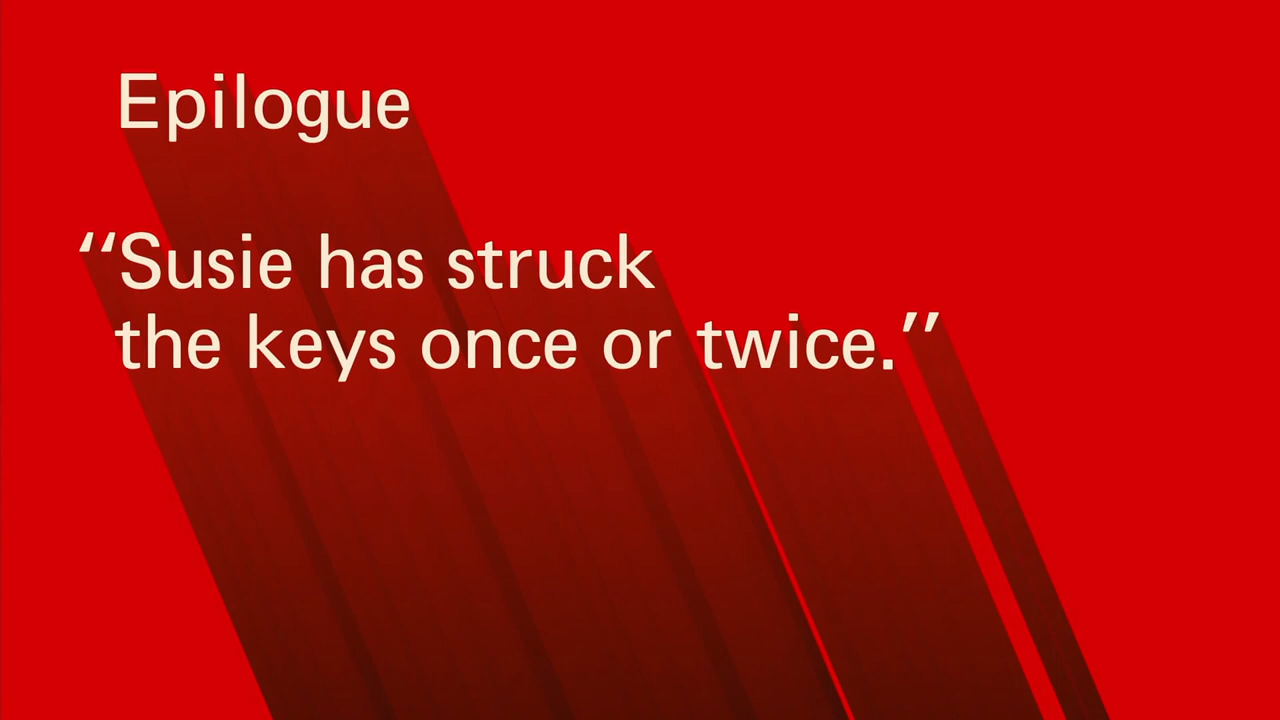 Epilogue
“Susie has struck
the keys once or twice.”